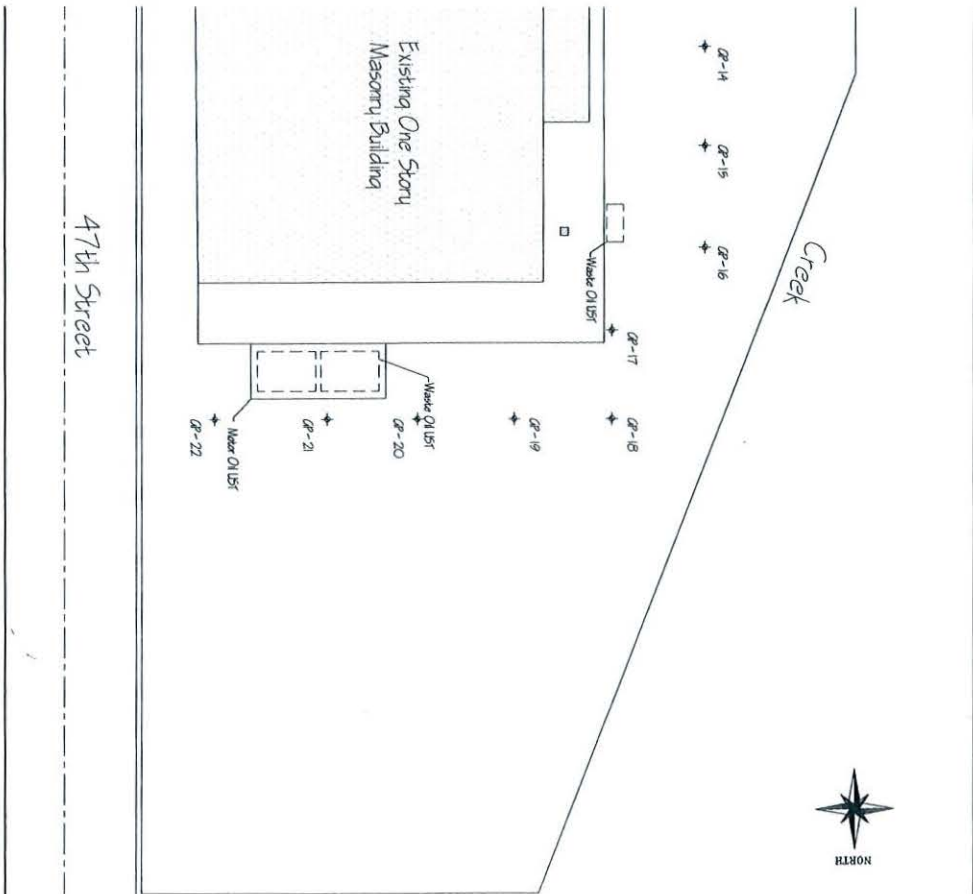 GP-14
GP-15
GP-16
Creek
Existing One Story
Masonry Building
Waste Oil UST
GP-17
GP-18
GP-19
Waste Oil UST
GP-20
GP-21
Motor Oil UST
GP-22
47th Street
NORTH